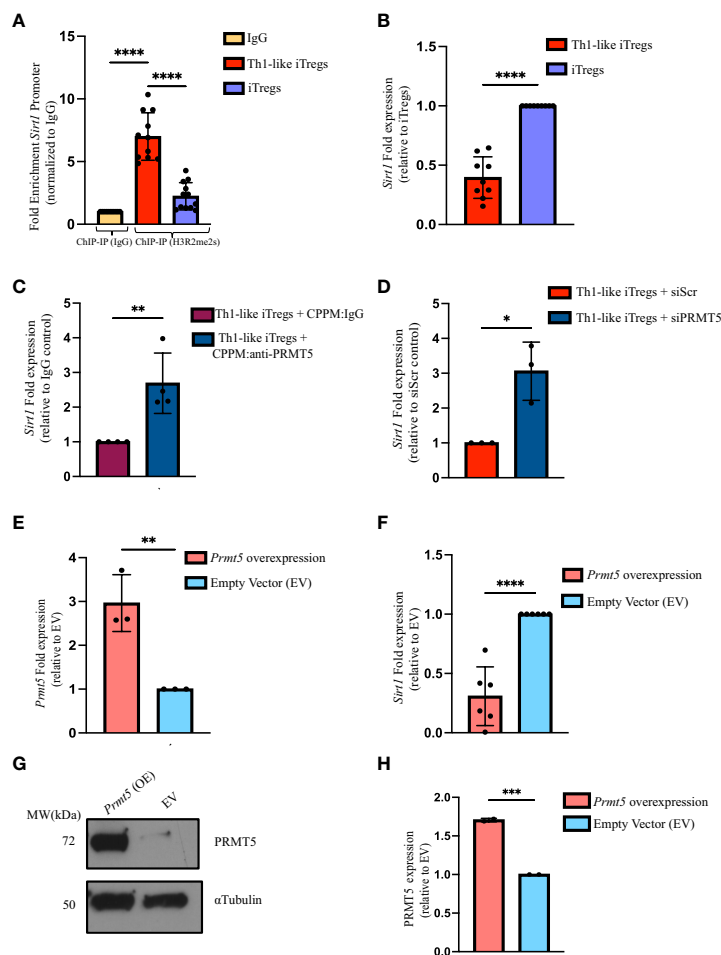 A
****
****
IgG
Th1-like iTregs
iTregs
Fold Enrichment Sirt1 Promoter
(normalized to IgG)
15
10
5
0
ChIP-IP (IgG)
ChIP-IP (H3R2me2s)
B
****
Th1-like iTregs
iTregs
Sirt1 Fold expression
(relative to iTregs)
1.5
1.0
0.5
0.0
C
**
Th1-like iTregs + CPPM:IgG
Th1-like iTregs +
CPPM:anti-PRMT5
Sirt1 Fold expression
(relative to IgG control)
5
4
3
2
1
0
D
*
Th1-like iTregs + siScr
Th1-like iTregs + siPRMT5
Sirt1 Fold expression
(relative to siScr control)
5
4
3
2
1
0
E
**
Prmt5 overexpression
Empty Vector (EV)
Prmt5 Fold expression
(relative to EV)
4
3
2
1
0
F
****
Prmt5 overexpression
Empty Vector (EV)
Sirt1 Fold expression
(relative to EV)
1.5
1.0
0.5
0.0
G
Prmt5 (OE)
EV
MW(kDa)
72
PRMT5
50
αTubulin
H
***
Prmt5 overexpression
Empty Vector (EV)
PRMT5 expression
(relative to EV)
2.0
1.5
1.0
0.5
0.0